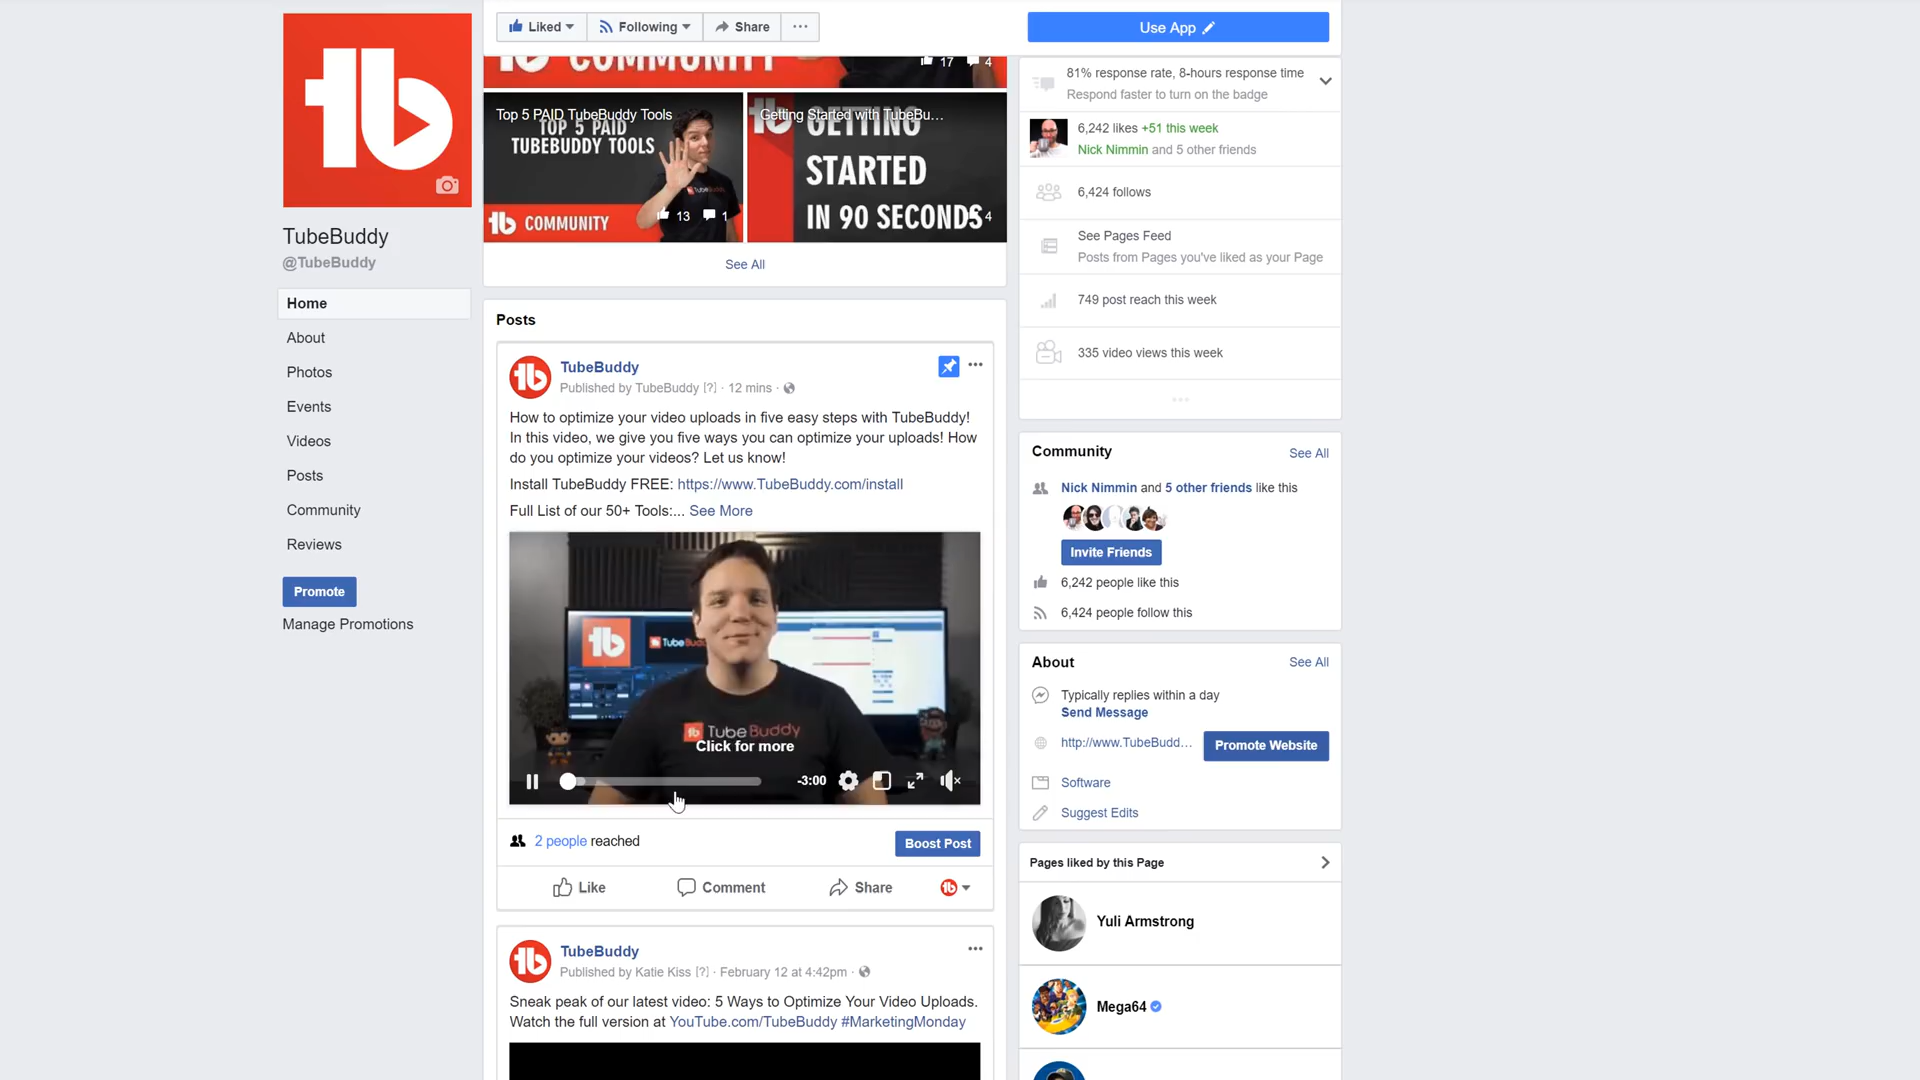 Liked
Following
Share
Use App
COMMUNITY
17
4
Top 5 PAID TubeBuddy Tools
TOP 5 PAID
TUBEBUDDY TOOLS
TubeBuddy
COMMUNITY
13
1
Getting Started with TubeBu...
GETTING
STARTED
IN 90 SECONDS
4
See All
TubeBuddy
@TubeBuddy
Home
About
Photos
Events
Videos
Posts
Community
Reviews
Promote
Manage Promotions
Posts
TubeBuddy
Published by TubeBuddy [?] · 12 mins ·
How to optimize your video uploads in five easy steps with TubeBuddy!
In this video, we give you five ways you can optimize your uploads! How
do you optimize your videos? Let us know!
Install TubeBuddy FREE: https://www.TubeBuddy.com/install
Full List of our 50+ Tools:... See More
TubeBuddy
Click for more
-3:00
2 people reached
Boost Post
Like
Comment
Share
TubeBuddy
Published by Katie Kiss [?] · February 12 at 4:42pm ·
Sneak peak of our latest video: 5 Ways to Optimize Your Video Uploads.
Watch the full version at YouTube.com/TubeBuddy #MarketingMonday
81% response rate, 8-hours response time
Respond faster to turn on the badge
6,242 likes +51 this week
Nick Nimmin and 5 other friends
6,424 follows
See Pages Feed
Posts from Pages you've liked as your Page
749 post reach this week
335 video views this week
Community
See All
Nick Nimmin and 5 other friends like this
Invite Friends
6,242 people like this
6,424 people follow this
About
See All
Typically replies within a day
Send Message
http://www.TubeBudd...
Promote Website
Software
Suggest Edits
Pages liked by this Page
Yuli Armstrong
Mega64